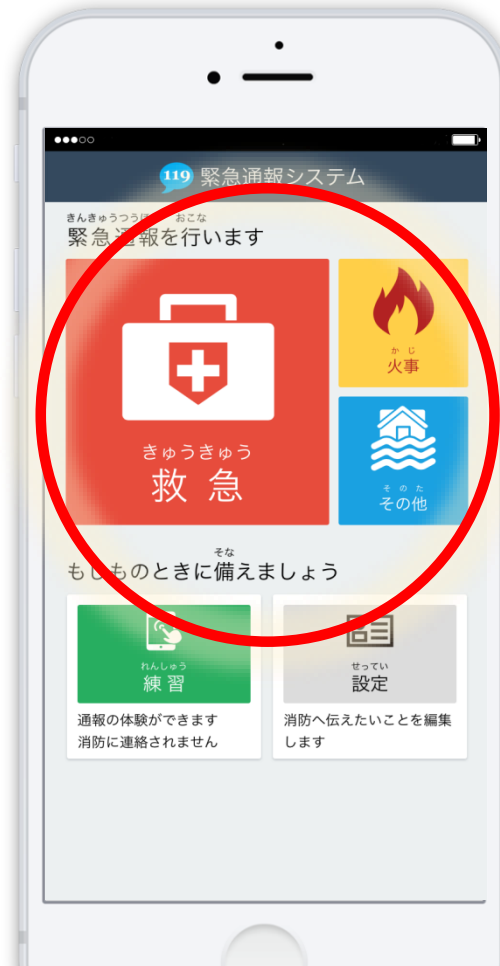 119 緊急通報システム
きんきゅうつうほう おこな
緊急通報を行います
きゅうきゅう
救急
かじ
火事
そのた
その他
そな
もしものときに備えましょう
れんしゅう
練習
通報の体験ができます
消防に連絡されません
せってい
設定
消防へ伝えたいことを編集
します